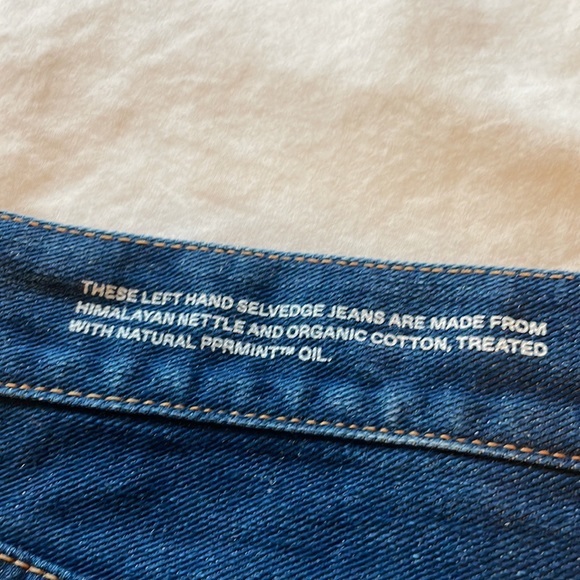 THESE LEFT HAND SELVEDGE JEANS ARE MADE FROM
HIMALAYAN NETTLE AND ORGANIC COTTON, TREATED
WITH NATURAL PPRMINT™ OIL.